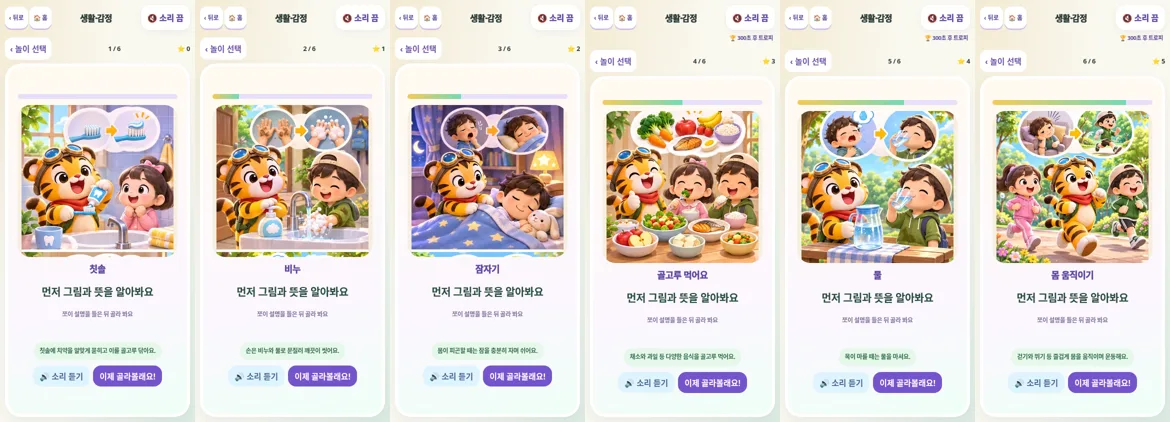 ‹ 뒤로 🏠 홈 생활·감정 🔇 소리 끔
‹ 놀이 선택 1 / 6 ⭐ 0
칫솔
먼저 그림과 뜻을 알아봐요
쪼이 설명을 들은 뒤 골라 봐요
칫솔에 치약을 알맞게 묻히고 이를 골고루 닦아요.
🔊 소리 듣기 이제 골라볼래요!
‹ 뒤로 🏠 홈 생활·감정 🔇 소리 끔
‹ 놀이 선택 2 / 6 ⭐ 1
비누
먼저 그림과 뜻을 알아봐요
쪼이 설명을 들은 뒤 골라 봐요
손은 비누와 물로 문질러 깨끗이 씻어요.
🔊 소리 듣기 이제 골라볼래요!
‹ 뒤로 🏠 홈 생활·감정 🔇 소리 끔
‹ 놀이 선택 3 / 6 ⭐ 2
잠자기
먼저 그림과 뜻을 알아봐요
쪼이 설명을 들은 뒤 골라 봐요
몸이 피곤할 때는 잠을 충분히 자며 쉬어요.
🔊 소리 듣기 이제 골라볼래요!
‹ 뒤로 🏠 홈 생활·감정 🔇 소리 끔
🏆 300초 후 트로피
‹ 놀이 선택 4 / 6 ⭐ 3
골고루 먹어요
먼저 그림과 뜻을 알아봐요
쪼이 설명을 들은 뒤 골라 봐요
채소와 과일 등 다양한 음식을 골고루 먹어요.
🔊 소리 듣기 이제 골라볼래요!
‹ 뒤로 🏠 홈 생활·감정 🔇 소리 끔
🏆 300초 후 트로피
‹ 놀이 선택 5 / 6 ⭐ 4
물
먼저 그림과 뜻을 알아봐요
쪼이 설명을 들은 뒤 골라 봐요
목이 마를 때는 물을 마셔요.
🔊 소리 듣기 이제 골라볼래요!
‹ 뒤로 🏠 홈 생활·감정 🔇 소리 끔
🏆 300초 후 트로피
‹ 놀이 선택 6 / 6 ⭐ 5
몸 움직이기
먼저 그림과 뜻을 알아봐요
쪼이 설명을 들은 뒤 골라 봐요
걷기와 뛰기 등 즐겁게 몸을 움직이며 운동해요.
🔊 소리 듣기 이제 골라볼래요!